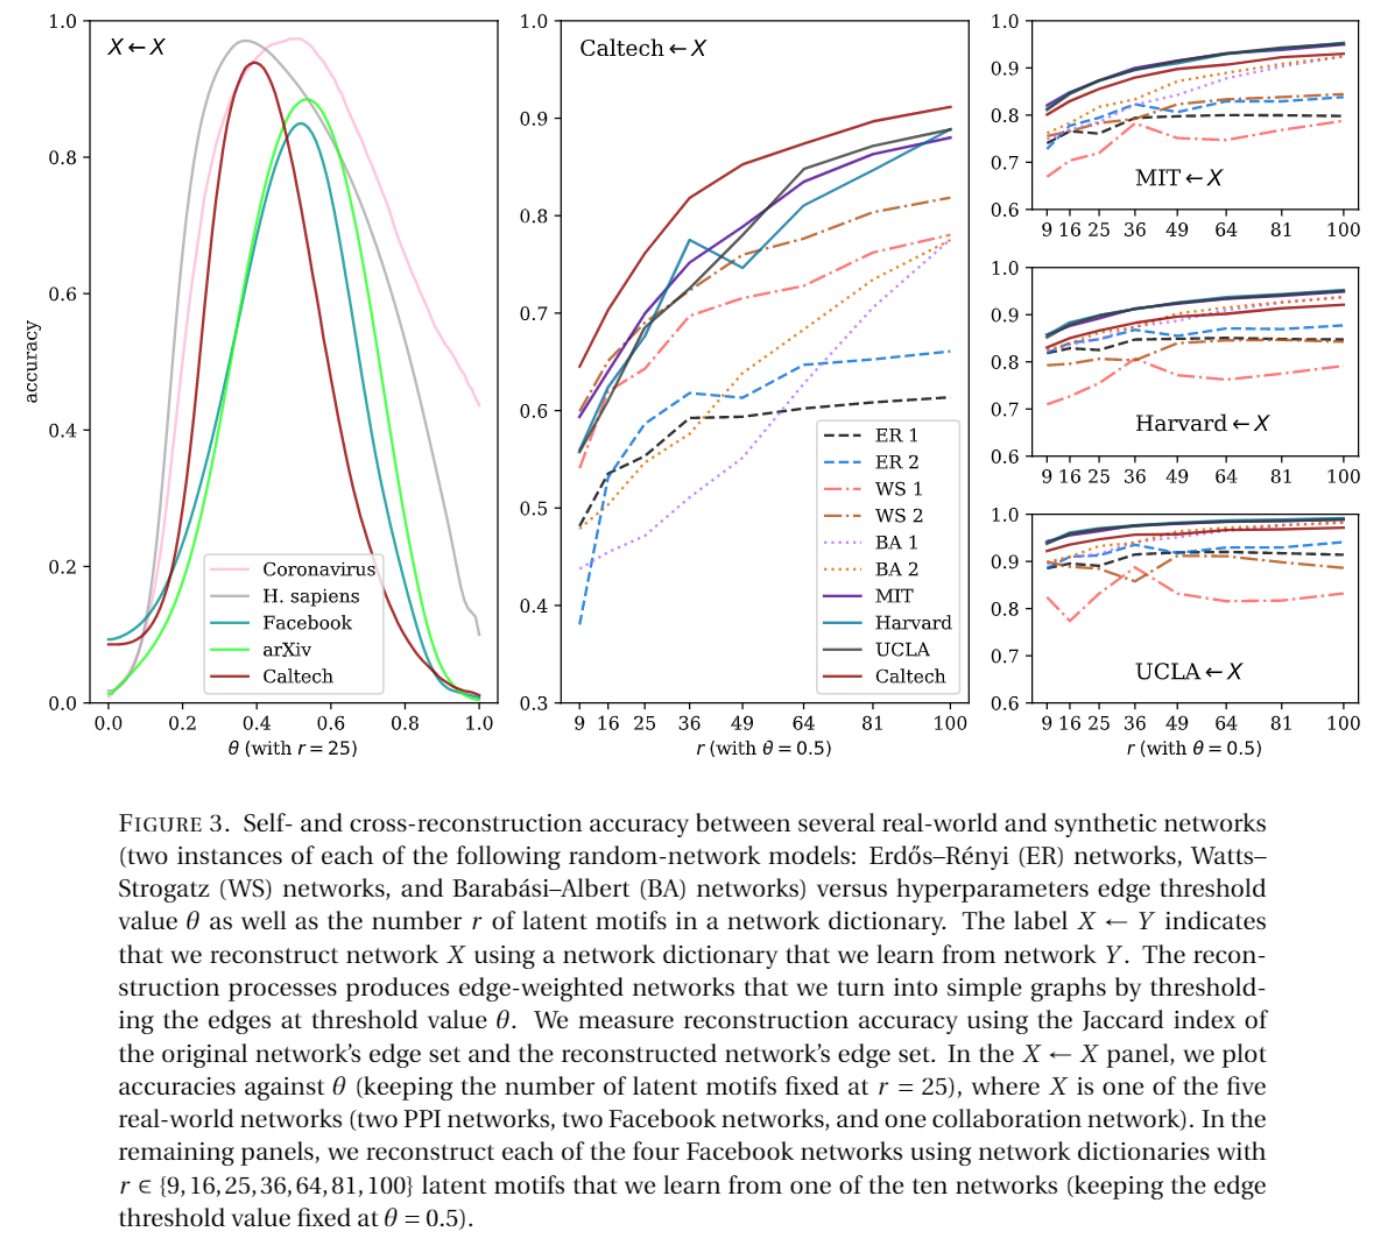 X ← X
accuracy
1.0
0.8
0.6
0.4
0.2
0.0
Coronavirus
H. sapiens
Facebook
arXiv
Caltech
0.0 0.2 0.4 0.6 0.8 1.0
θ (with r = 25)
Caltech ← X
1.0
0.9
0.8
0.7
0.6
0.5
0.4
0.3
ER 1
ER 2
WS 1
WS 2
BA 1
BA 2
MIT
Harvard
UCLA
Caltech
9 16 25 36 49 64 81 100
r (with θ = 0.5)
1.0
0.9
0.8
0.7
0.6
MIT ← X
9 16 25 36 49 64 81 100
1.0
0.9
0.8
0.7
0.6
Harvard ← X
9 16 25 36 49 64 81 100
1.0
0.9
0.8
0.7
0.6
UCLA ← X
9 16 25 36 49 64 81 100
r (with θ = 0.5)
FIGURE 3. Self- and cross-reconstruction accuracy between several real-world and synthetic networks
(two instances of each of the following random-network models: Erdős–Rényi (ER) networks, Watts–
Strogatz (WS) networks, and Barabási–Albert (BA) networks) versus hyperparameters edge threshold
value θ as well as the number r of latent motifs in a network dictionary. The label X ← Y indicates
that we reconstruct network X using a network dictionary that we learn from network Y. The recon-
struction processes produces edge-weighted networks that we turn into simple graphs by threshold-
ing the edges at threshold value θ. We measure reconstruction accuracy using the Jaccard index of
the original network's edge set and the reconstructed network's edge set. In the X ← X panel, we plot
accuracies against θ (keeping the number of latent motifs fixed at r = 25), where X is one of the five
real-world networks (two PPI networks, two Facebook networks, and one collaboration network). In the
remaining panels, we reconstruct each of the four Facebook networks using network dictionaries with
r ∈ {9, 16, 25, 36, 64, 81, 100} latent motifs that we learn from one of the ten networks (keeping the edge
threshold value fixed at θ = 0.5).